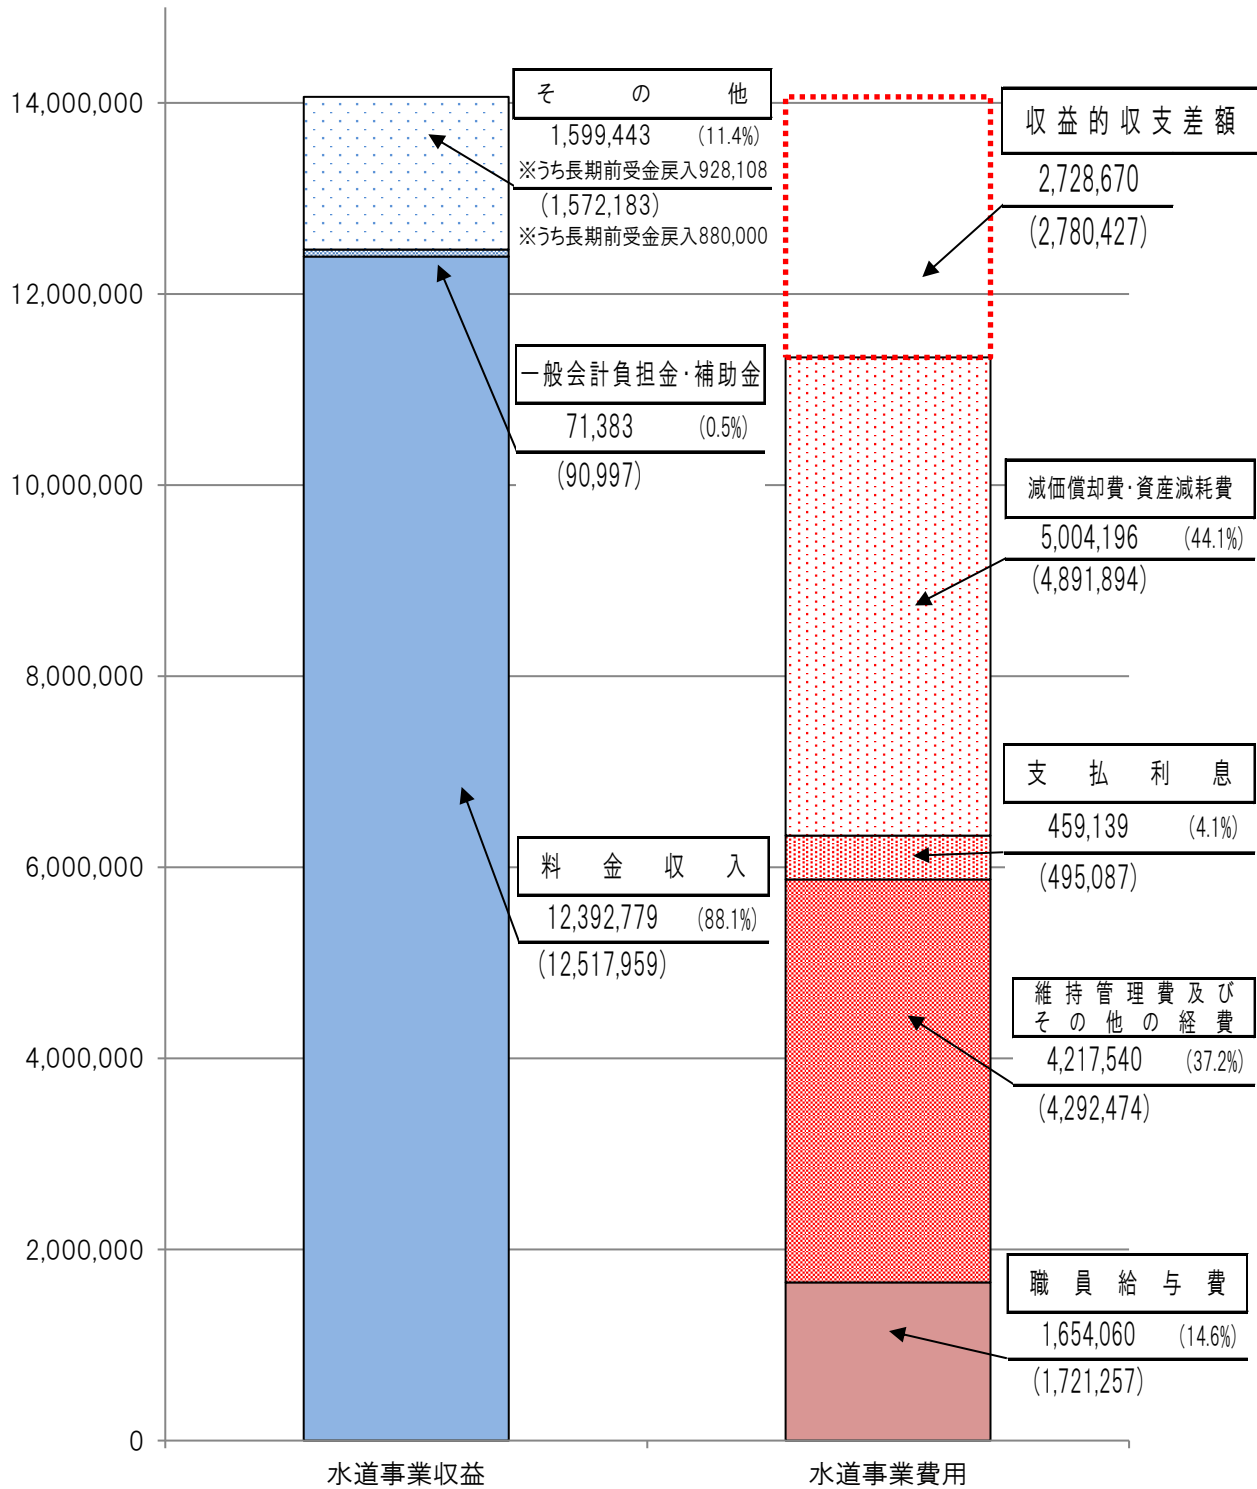 14,000,000
12,000,000
10,000,000
8,000,000
6,000,000
4,000,000
2,000,000
0
その他
1,599,443 (11.4%)
※うち長期前受金戻入928,108
(1,572,183)
※うち長期前受金戻入880,000
一般会計負担金・補助金
71,383 (0.5%)
(90,997)
料金収入
12,392,779 (88.1%)
(12,517,959)
収益的収支差額
2,728,670
(2,780,427)
減価償却費・資産減耗費
5,004,196 (44.1%)
(4,891,894)
支払利息
459,139 (4.1%)
(495,087)
維持管理費及び
その他の経費
4,217,540 (37.2%)
(4,292,474)
職員給与費
1,654,060 (14.6%)
(1,721,257)
水道事業収益
水道事業費用